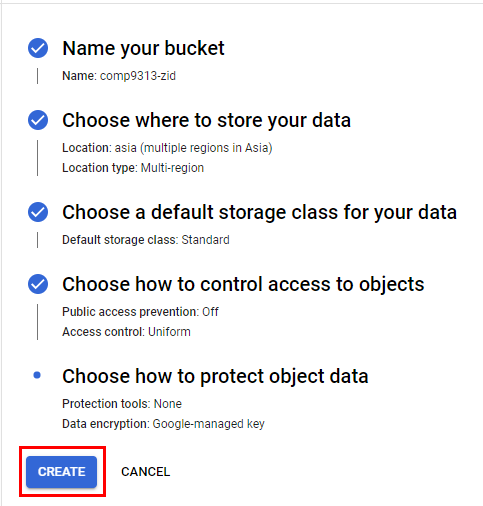 Name your bucket
Name: comp9313-zid
Choose where to store your data
Location: asia (multiple regions in Asia)
Location type: Multi-region
Choose a default storage class for your data
Default storage class: Standard
Choose how to control access to objects
Public access prevention: Off
Access control: Uniform
Choose how to protect object data
Protection tools: None
Data encryption: Google-managed key
CREATE CANCEL